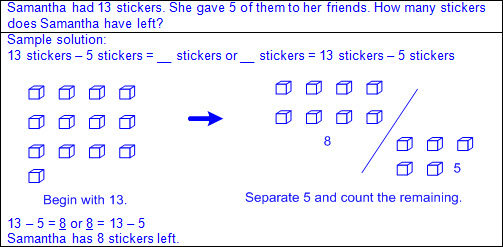 Samantha had 13 stickers. She gave 5 of them to her friends. How many stickers
does Samantha have left?
Sample solution:
13 stickers – 5 stickers = __ stickers or __ stickers = 13 stickers – 5 stickers
8
5
Begin with 13.
Separate 5 and count the remaining.
13 – 5 = 8 or 8 = 13 – 5
Samantha has 8 stickers left.